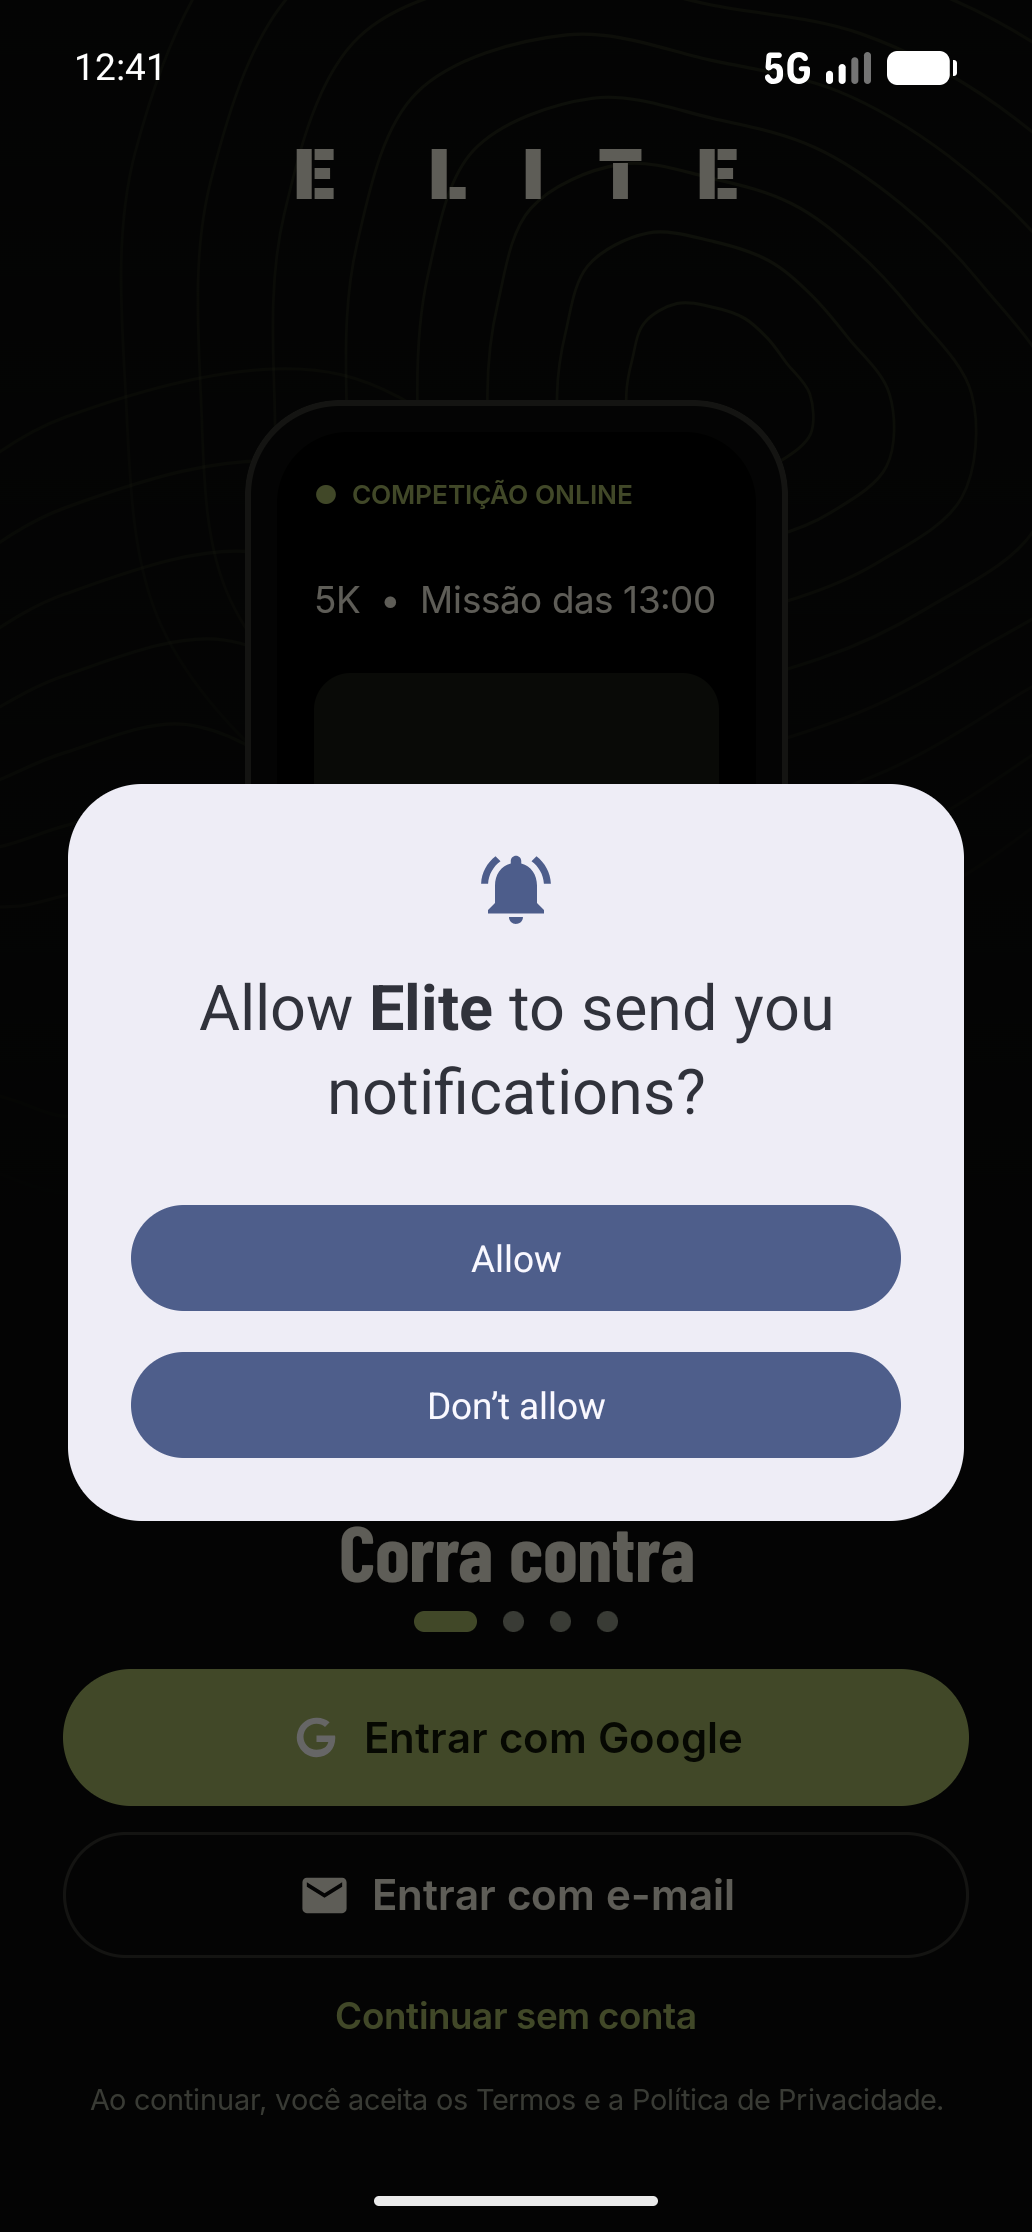 12:41
5G
ELITE
COMPETIÇÃO ONLINE
5K • Missão das 13:00
Allow Elite to send you
notifications?
Allow
Don’t allow
Corra contra
Entrar com Google
Entrar com e-mail
Continuar sem conta
Ao continuar, você aceita os Termos e a Política de Privacidade.